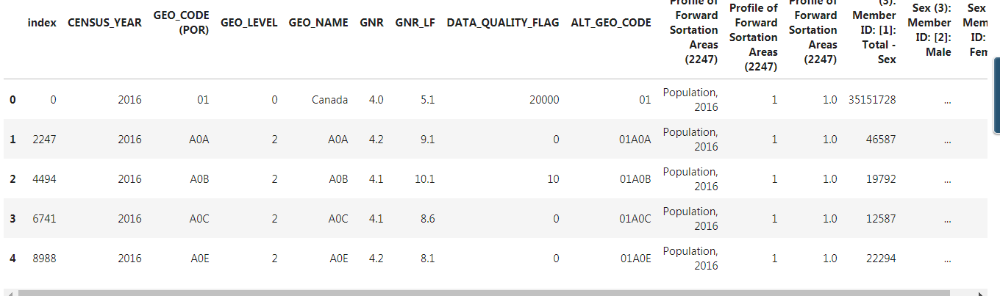 index CENSUS_YEAR GEO_CODE (POR) GEO_LEVEL GEO_NAME GNR GNR_LF DATA_QUALITY_FLAG ALT_GEO_CODE Profile of Forward Sortation Areas (2247) Profile of Forward Sortation Areas (2247) Profile of Forward Sortation Areas (2247) (3): Member ID: [1]: Total - Sex Sex (3): Member ID: [2]: Male Sex Mem ID: Fem
0 0 2016 01 0 Canada 4.0 5.1 20000 01 Population, 2016 1 1.0 35151728 ...
1 2247 2016 A0A 2 A0A 4.2 9.1 0 01A0A Population, 2016 1 1.0 46587 ...
2 4494 2016 A0B 2 A0B 4.1 10.1 10 01A0B Population, 2016 1 1.0 19792 ...
3 6741 2016 A0C 2 A0C 4.1 8.6 0 01A0C Population, 2016 1 1.0 12587 ...
4 8988 2016 A0E 2 A0E 4.2 8.1 0 01A0E Population, 2016 1 1.0 22294 ...